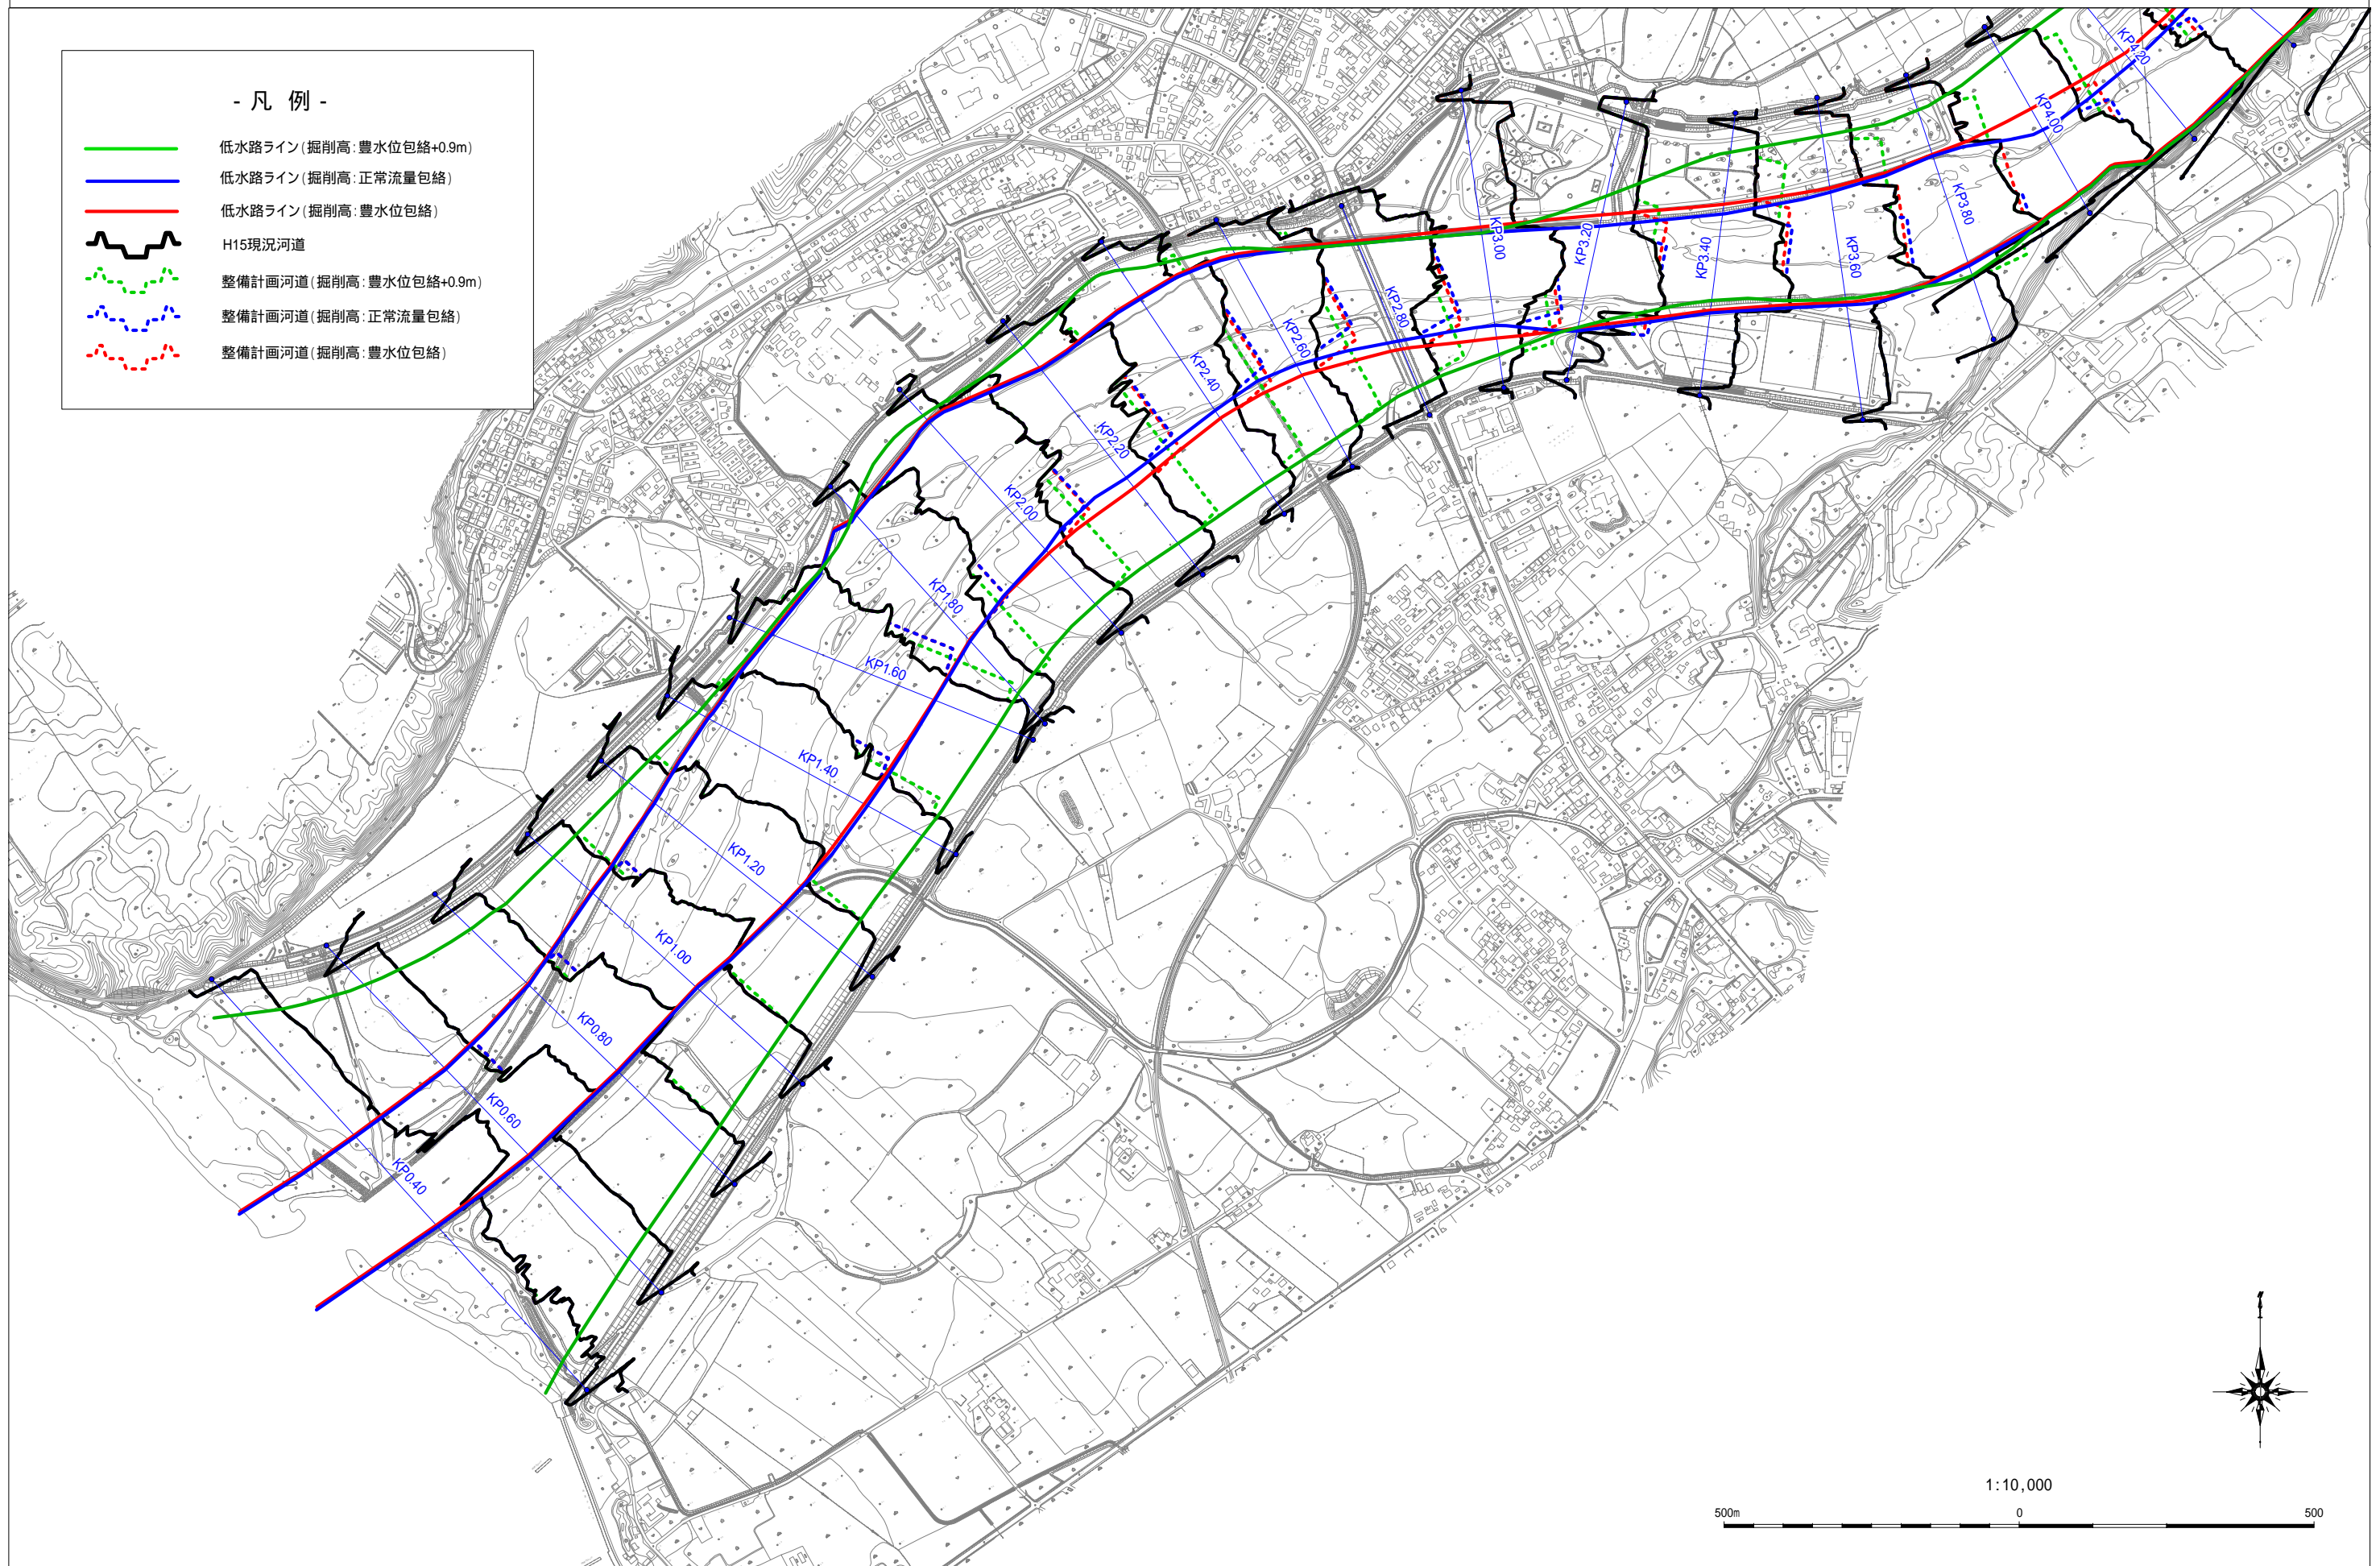 - 凡 例 -
低水路ライン(掘削高:豊水位包絡+0.9m)
低水路ライン(掘削高:正常流量包絡)
低水路ライン(掘削高:豊水位包絡)
H15現況河道
整備計画河道(掘削高:豊水位包絡+0.9m)
整備計画河道(掘削高:正常流量包絡)
整備計画河道(掘削高:豊水位包絡)
KP4.20
KP4.00
KP3.80
KP3.60
KP3.40
KP3.20
KP3.00
KP2.80
KP2.60
KP2.40
KP2.20
KP2.00
KP1.80
KP1.60
KP1.40
KP1.20
KP1.00
KP0.80
KP0.60
KP0.40
1:10,000
500m
0
500